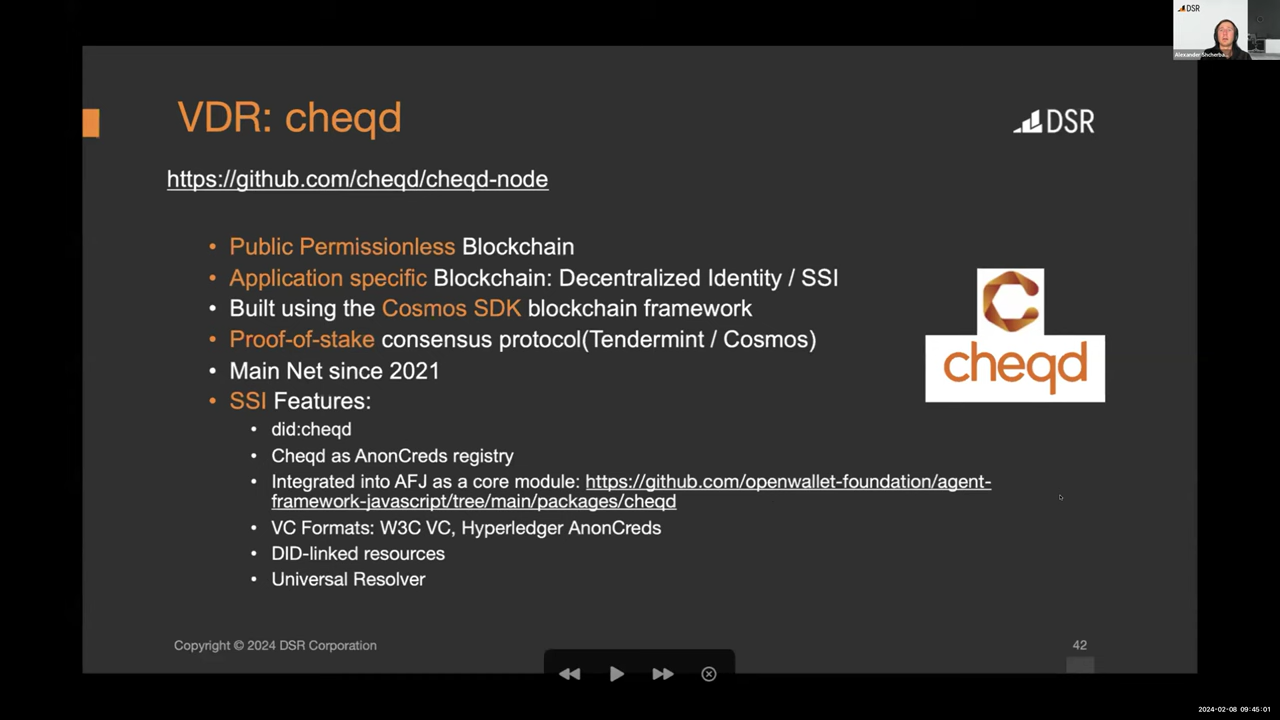 DSR
Alexander Shcherba...
VDR: cheqd
DSR
https://github.com/cheqd/cheqd-node
• Public Permissionless Blockchain
• Application specific Blockchain: Decentralized Identity / SSI
• Built using the Cosmos SDK blockchain framework
• Proof-of-stake consensus protocol(Tendermint / Cosmos)
• Main Net since 2021
• SSI Features:
cheqd
• did:cheqd
• Cheqd as AnonCreds registry
• Integrated into AFJ as a core module: https://github.com/openwallet-foundation/agent-
framework-javascript/tree/main/packages/cheqd
• VC Formats: W3C VC, Hyperledger AnonCreds
• DID-linked resources
• Universal Resolver
Copyright © 2024 DSR Corporation
42
2024-02-08 09:45:01